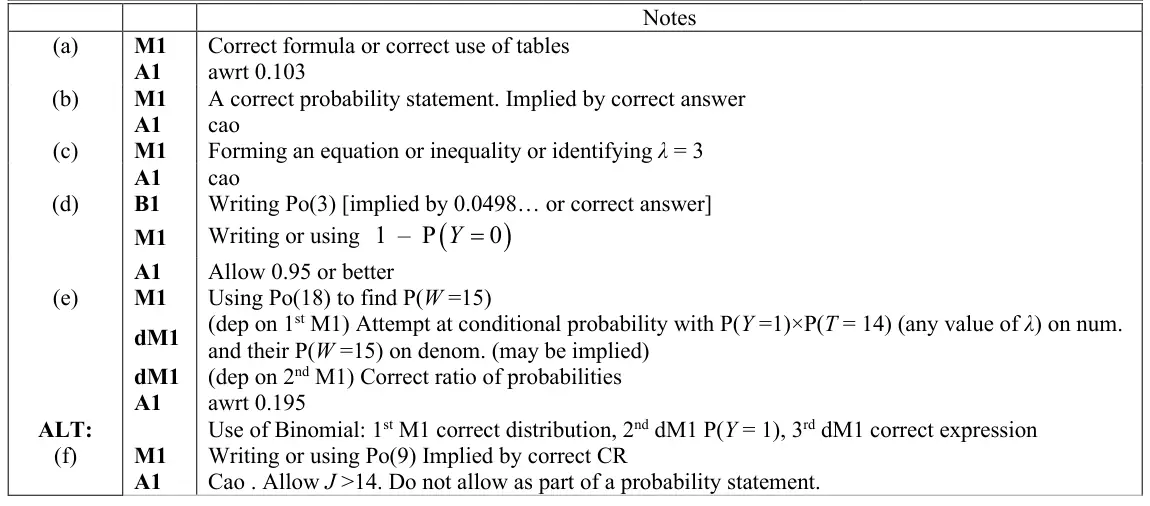 Notes
(a) M1 Correct formula or correct use of tables
A1 awrt 0.103
(b) M1 A correct probability statement. Implied by correct answer
A1 cao
(c) M1 Forming an equation or inequality or identifying λ = 3
A1 cao
(d) B1 Writing Po(3) [implied by 0.0498… or correct answer]
M1 Writing or using 1 – P(Y = 0)
A1 Allow 0.95 or better
(e) M1 Using Po(18) to find P(W =15)
dM1 (dep on 1st M1) Attempt at conditional probability with P(Y =1)×P(T = 14) (any value of λ) on num.
and their P(W =15) on denom. (may be implied)
dM1 (dep on 2nd M1) Correct ratio of probabilities
A1 awrt 0.195
ALT: Use of Binomial: 1st M1 correct distribution, 2nd dM1 P(Y = 1), 3rd dM1 correct expression
(f) M1 Writing or using Po(9) Implied by correct CR
A1 Cao . Allow J >14. Do not allow as part of a probability statement.